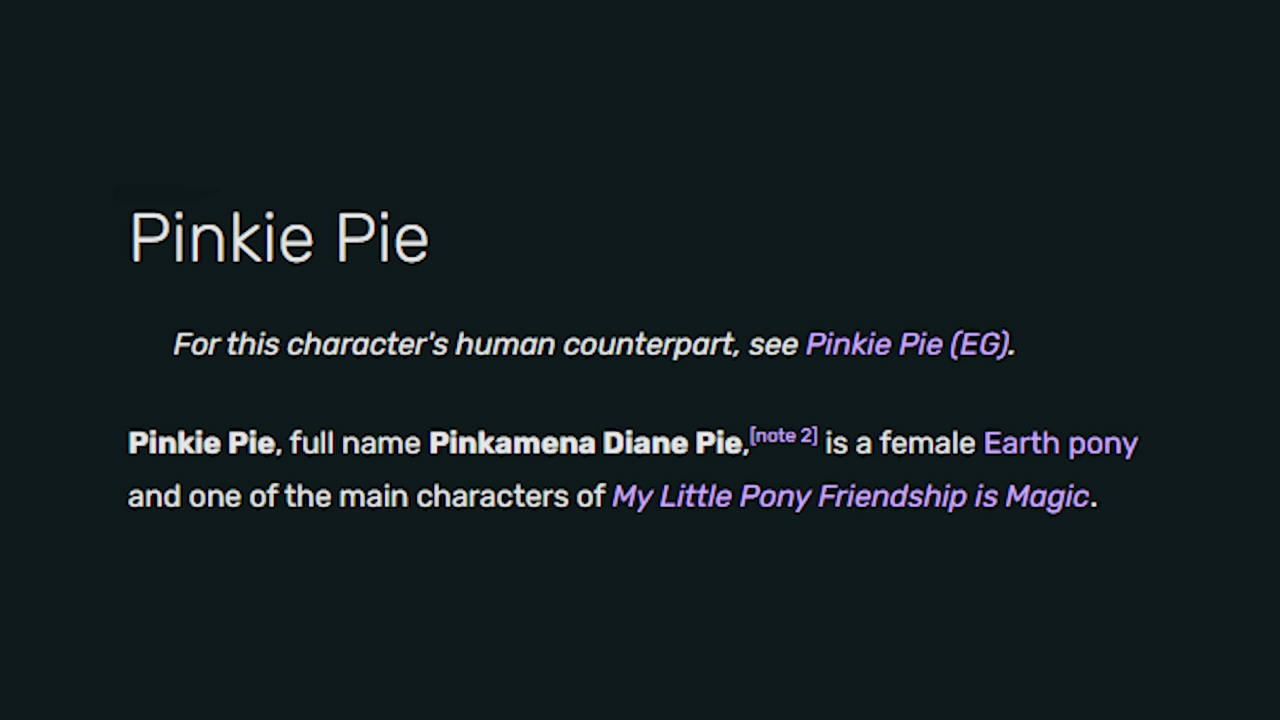 Pinkie Pie
For this character's human counterpart, see Pinkie Pie (EG).
Pinkie Pie, full name Pinkamena Diane Pie,[note 2] is a female Earth pony
and one of the main characters of My Little Pony Friendship is Magic.